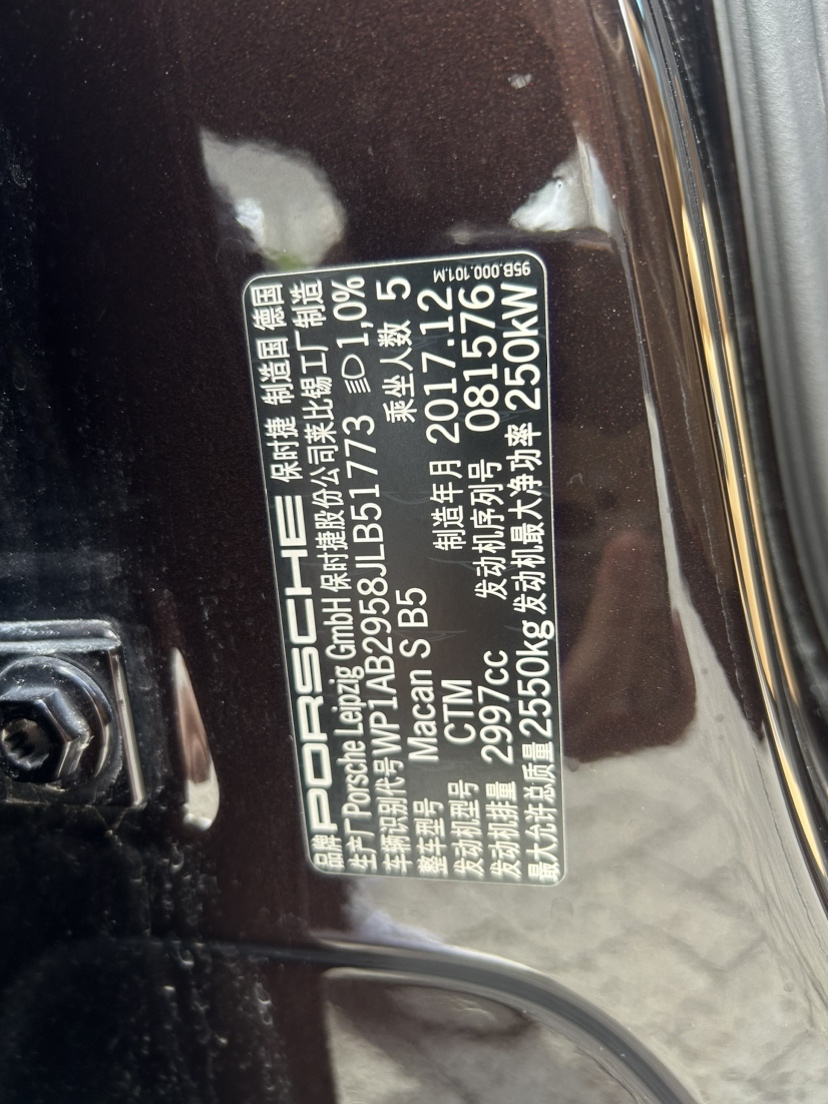 品牌 PORSCHE 保时捷 制造国 德国
生产厂 Porsche Leipzig GmbH 保时捷股份公司莱比锡工厂制造
车辆识别代号 WP1AB2958JLB51773 1,0%
整车型号 Macan S B5 乘坐人数 5
发动机型号 CTM 制造年月 2017.12
发动机排量 2997cc 发动机序列号 081576
最大允许总质量 2550kg 发动机最大净功率 250kW
95B.000.101.M